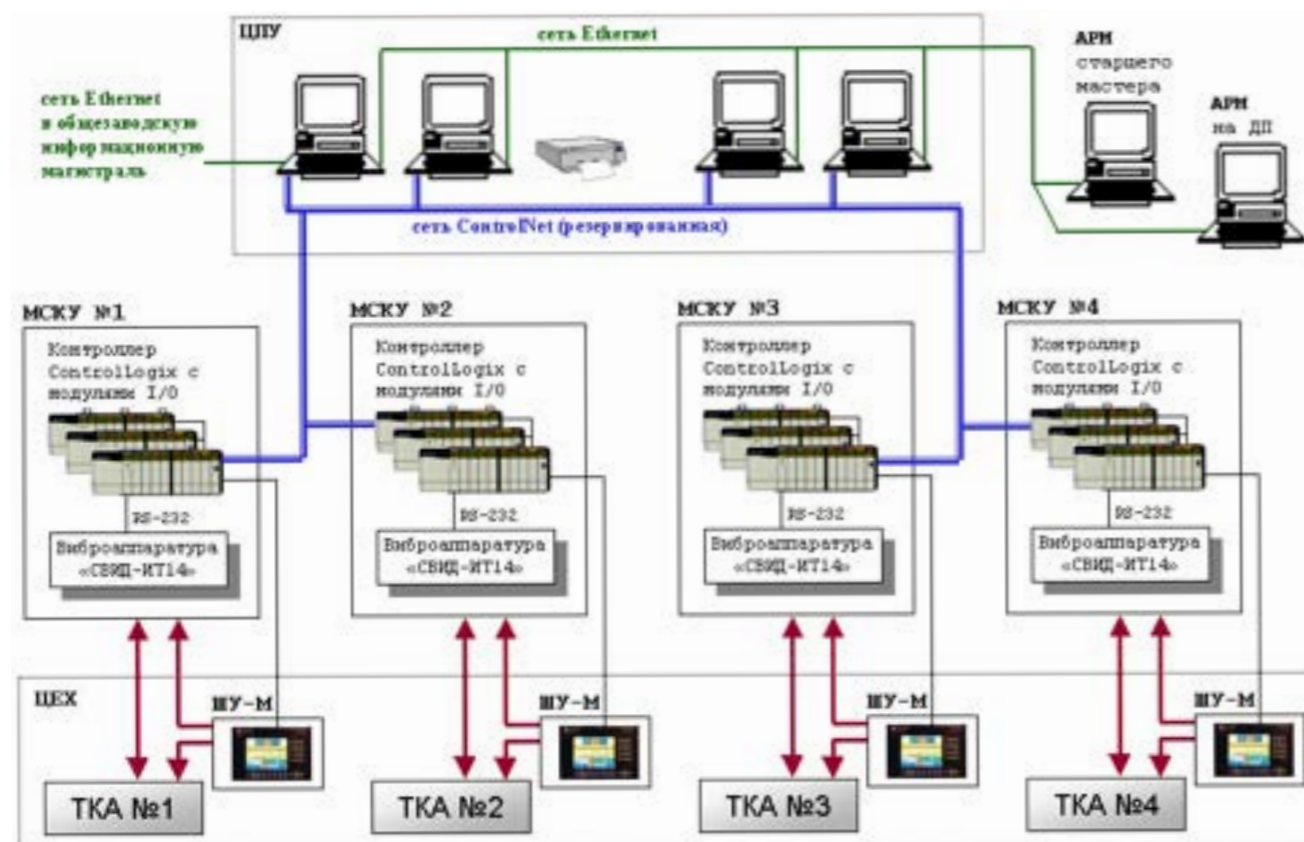 ЦПУ
сеть Ethernet
АРМ
старшего
мастера
АРМ
на ДП
сеть Ethernet
в общезаводскую
информационную
магистраль
сеть ControlNet (резервированная)
МСКУ №1
МСКУ №2
МСКУ №3
МСКУ №4
Контроллер
ControlLogix с
модулями I/O
Контроллер
ControlLogix с
модулями I/O
Контроллер
ControlLogix с
модулями I/O
Контроллер
ControlLogix с
модулями I/O
RS-232
RS-232
RS-232
RS-232
Виброаппаратура
«СВИД-ИТ14»
Виброаппаратура
«СВИД-ИТ14»
Виброаппаратура
«СВИД-ИТ14»
Виброаппаратура
«СВИД-ИТ14»
ЦЕХ
ШУ-М
ШУ-М
ШУ-М
ШУ-М
ТКА №1
ТКА №2
ТКА №3
ТКА №4